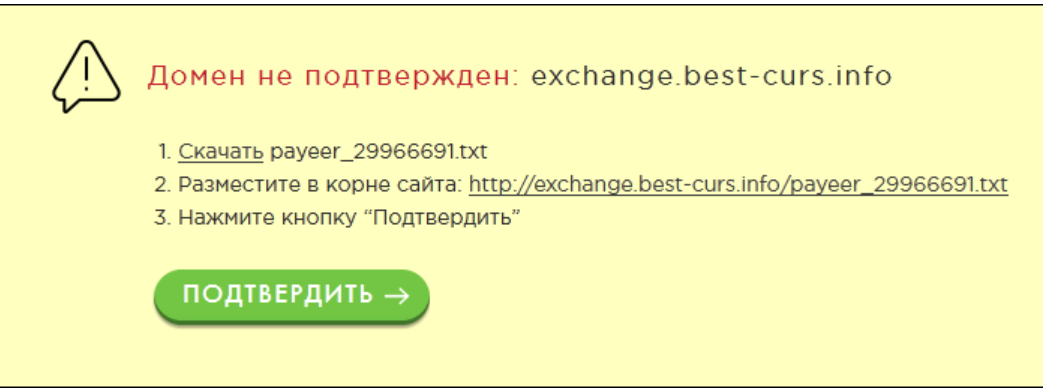 Домен не подтвержден: exchange.best-curs.info
1. Скачать payeer_29966691.txt
2. Разместите в корне сайта: http://exchange.best-curs.info/payeer_29966691.txt
3. Нажмите кнопку “Подтвердить”
ПОДТВЕРДИТЬ →